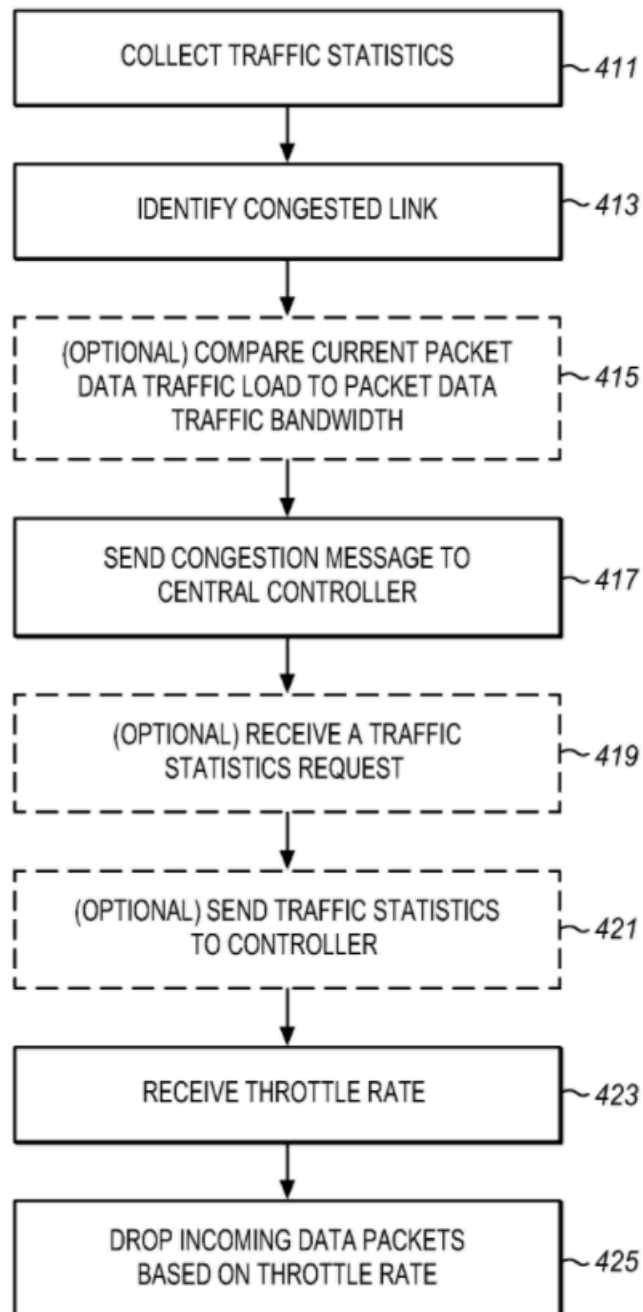 COLLECT TRAFFIC STATISTICS
411
IDENTIFY CONGESTED LINK
413
(OPTIONAL) COMPARE CURRENT PACKET
DATA TRAFFIC LOAD TO PACKET DATA
TRAFFIC BANDWIDTH
415
SEND CONGESTION MESSAGE TO
CENTRAL CONTROLLER
417
(OPTIONAL) RECEIVE A TRAFFIC
STATISTICS REQUEST
419
(OPTIONAL) SEND TRAFFIC STATISTICS
TO CONTROLLER
421
RECEIVE THROTTLE RATE
423
DROP INCOMING DATA PACKETS
BASED ON THROTTLE RATE
425